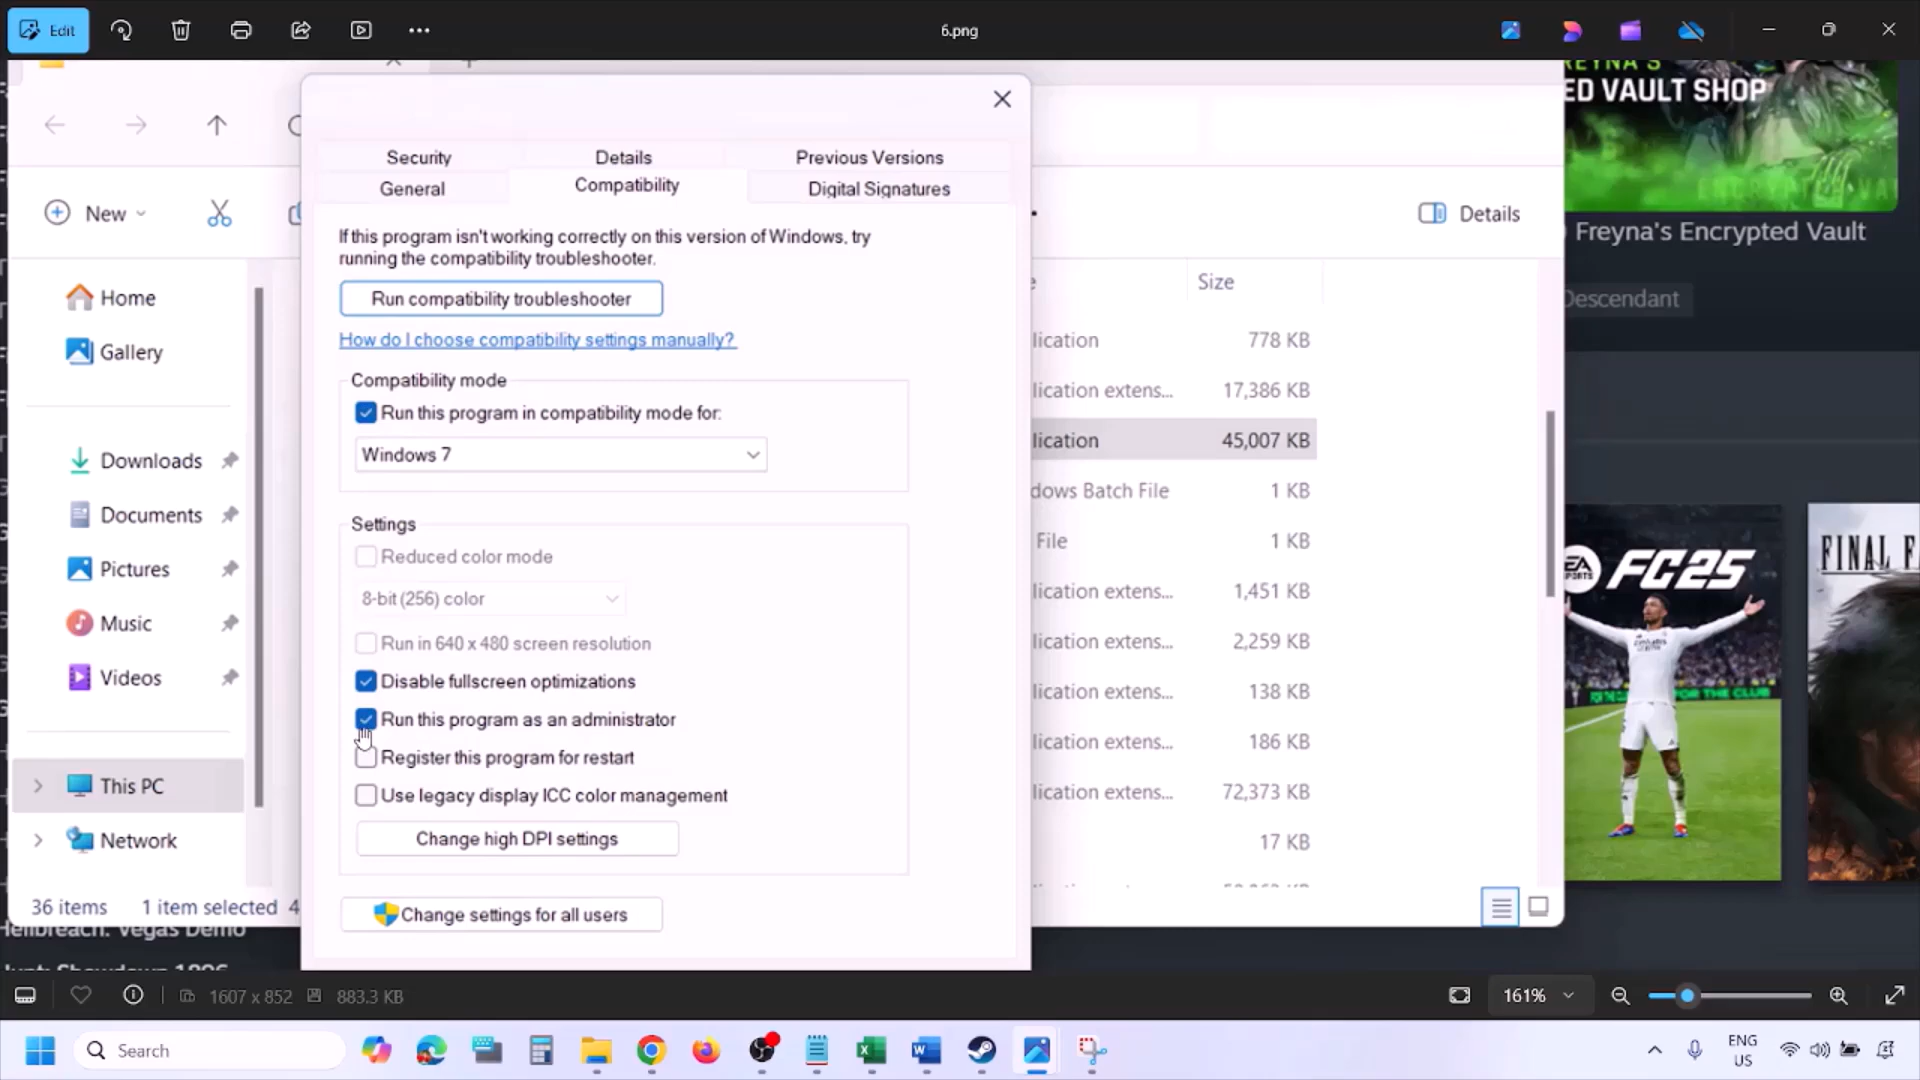 Edit
6.png
Security
Details
Previous Versions
General
Compatibility
Digital Signatures
If this program isn't working correctly on this version of Windows, try
running the compatibility troubleshooter.
Run compatibility troubleshooter
How do I choose compatibility settings manually?
Compatibility mode
Run this program in compatibility mode for:
Windows 7
Settings
Reduced color mode
8-bit (256) color
Run in 640 x 480 screen resolution
Disable fullscreen optimizations
Run this program as an administrator
Register this program for restart
Use legacy display ICC color management
Change high DPI settings
Change settings for all users
New
Details
Home
Gallery
Downloads
Documents
Pictures
Music
Videos
This PC
Network
36 items
1 item selected 4
Size
lication
778 KB
lication extens...
17,386 KB
lication
45,007 KB
dows Batch File
1 KB
File
1 KB
lication extens...
1,451 KB
lication extens...
2,259 KB
lication extens...
138 KB
lication extens...
186 KB
lication extens...
72,373 KB
17 KB
REYNA'S
ED VAULT SHOP
Freyna's Encrypted Vault
Descendant
EA
SPORTS
FC25
FINAL F
Hellbreach: Vegas Demo
1607 x 852
883.3 KB
161%
Search
ENG
US